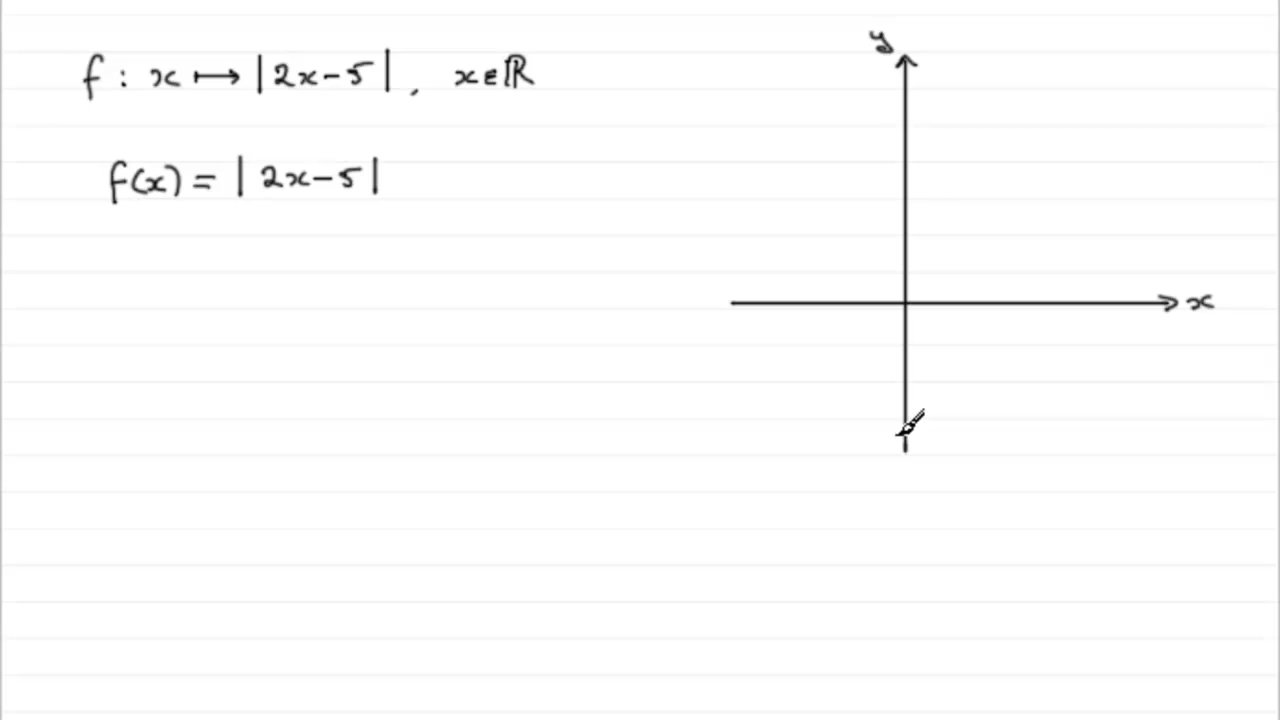 f : x ↦ |2x-5| , x∈ℝ
f(x) = |2x-5|
y
x